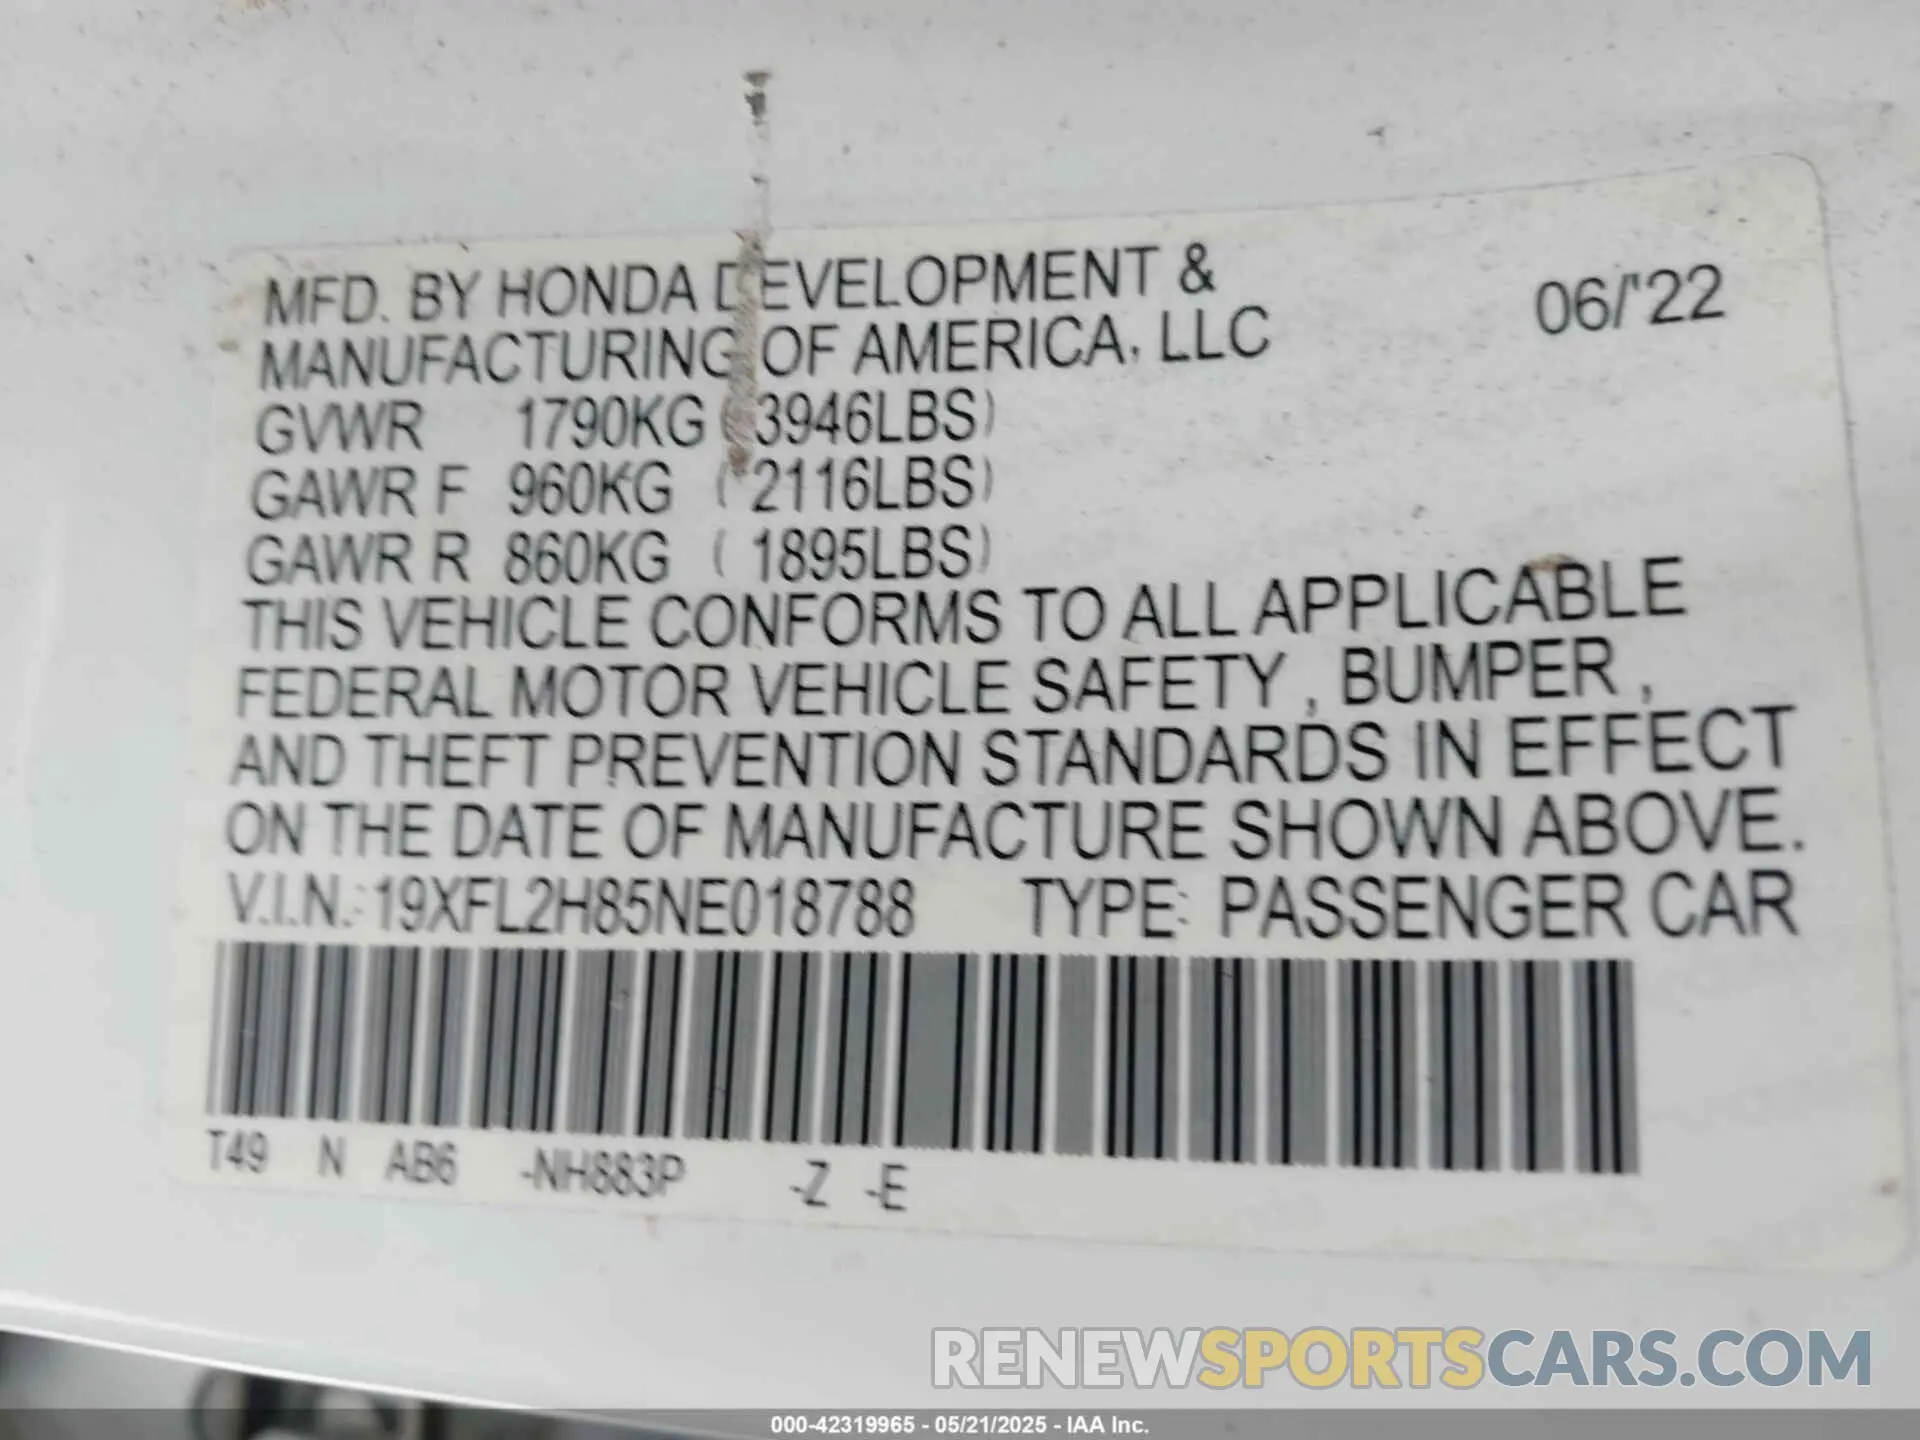 MFD. BY HONDA DEVELOPMENT & 06/'22
MANUFACTURING OF AMERICA, LLC
GVWR 1790KG (3946LBS)
GAWR F 960KG (2116LBS)
GAWR R 860KG (1895LBS)
THIS VEHICLE CONFORMS TO ALL APPLICABLE
FEDERAL MOTOR VEHICLE SAFETY , BUMPER ,
AND THEFT PREVENTION STANDARDS IN EFFECT
ON THE DATE OF MANUFACTURE SHOWN ABOVE.
V.I.N.: 19XFL2H85NE018788 TYPE: PASSENGER CAR
T49 N AB6 -NH883P -Z -E
RENEWSPORTSCARS.COM
000-42319965 - 05/21/2025 - IAA Inc.